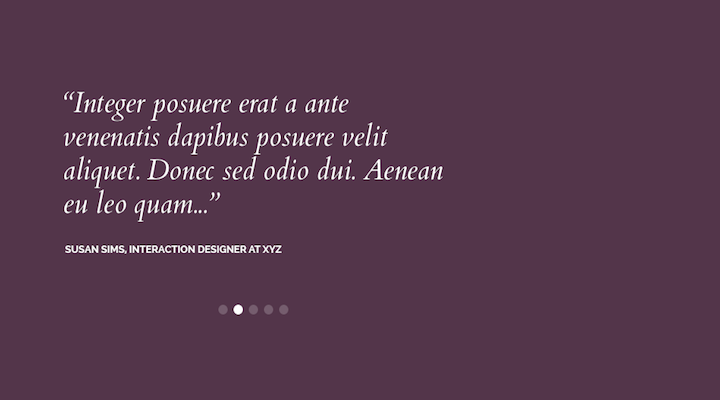 “Integer posuere erat a ante
venenatis dapibus posuere velit
aliquet. Donec sed odio dui. Aenean
eu leo quam...”
SUSAN SIMS, INTERACTION DESIGNER AT XYZ